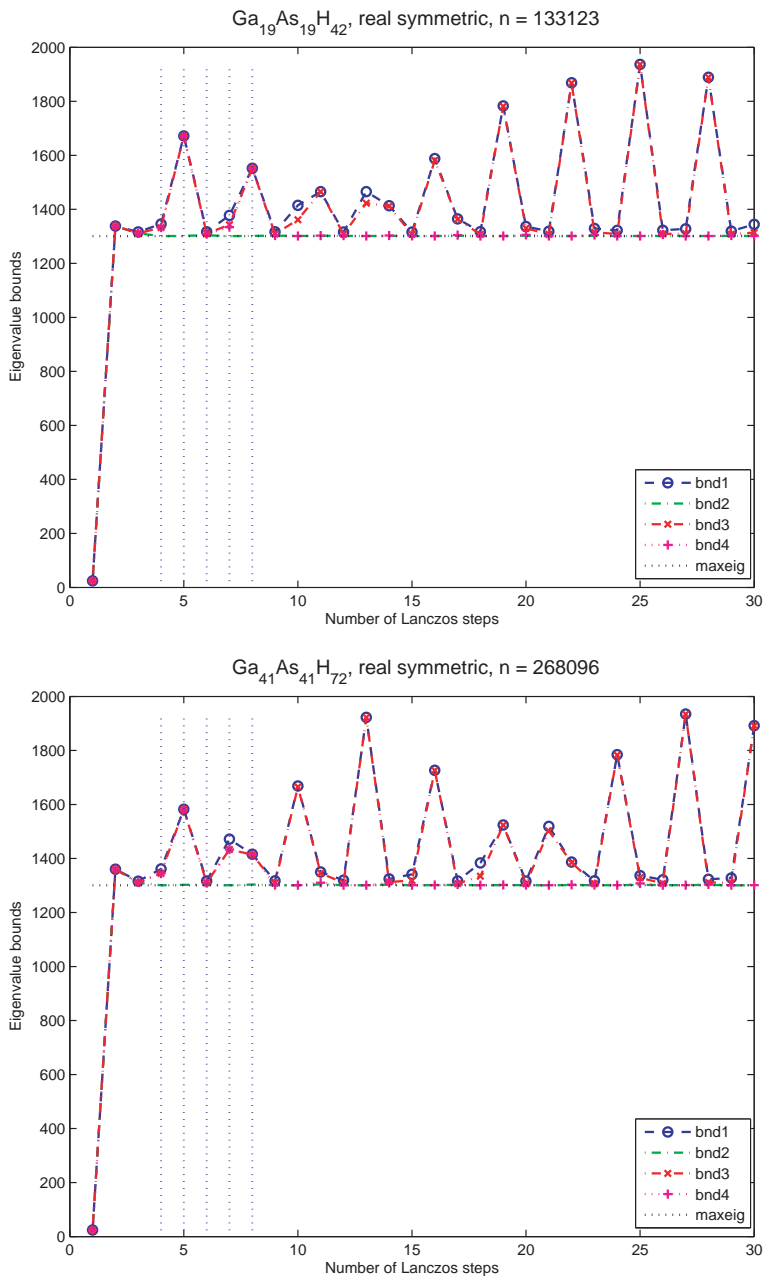 Ga19As19H42, real symmetric, n = 133123
2000
1800
1600
1400
1200
1000
800
600
400
200
0
Eigenvalue bounds
bnd1
bnd2
bnd3
bnd4
maxeig
0 5 10 15 20 25 30
Number of Lanczos steps
Ga41As41H72, real symmetric, n = 268096
2000
1800
1600
1400
1200
1000
800
600
400
200
0
Eigenvalue bounds
bnd1
bnd2
bnd3
bnd4
maxeig
0 5 10 15 20 25 30
Number of Lanczos steps